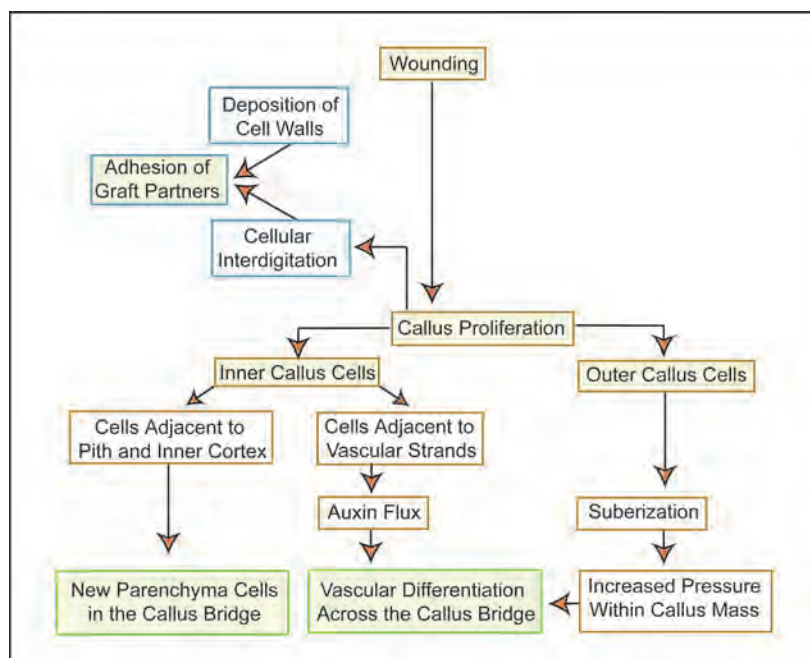 Wounding
Deposition of
Cell Walls
Adhesion of
Graft Partners
Cellular
Interdigitation
Callus Proliferation
Inner Callus Cells
Outer Callus Cells
Cells Adjacent to
Pith and Inner Cortex
Cells Adjacent to
Vascular Strands
Auxin Flux
Suberization
New Parenchyma Cells
in the Callus Bridge
Vascular Differentiation
Across the Callus Bridge
Increased Pressure
Within Callus Mass